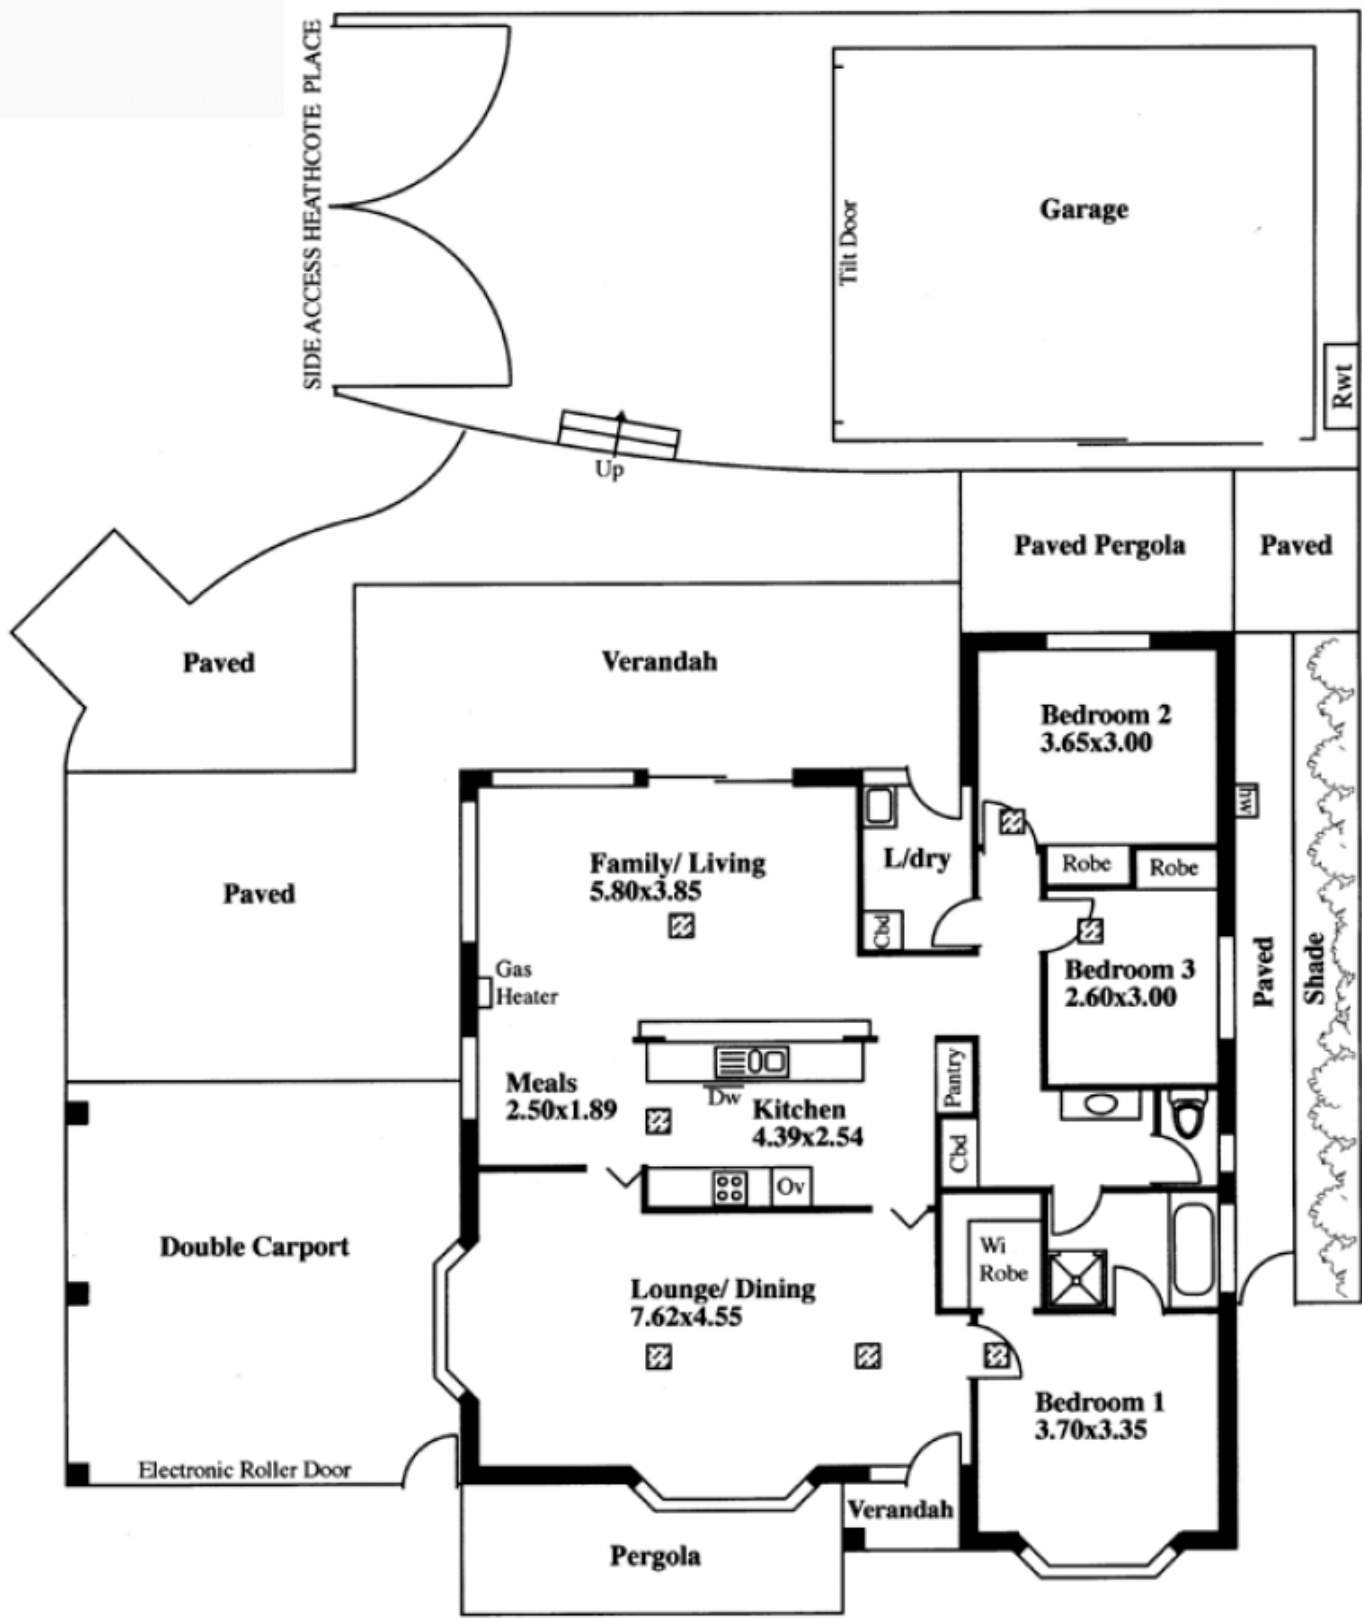 SIDE ACCESS HEATHCOTE PLACE
Garage
Tilt Door
Rwt
Up
Paved Pergola
Paved
Paved
Verandah
Bedroom 2
3.65x3.00
HW
Family/ Living
5.80x3.85
L/dry
Robe
Robe
Paved
Cbd
Gas
Heater
Bedroom 3
2.60x3.00
Paved
Shade
Meals
2.50x1.89
Dw
Kitchen
4.39x2.54
Pantry
Cbd
Ov
Double Carport
Wi
Robe
Lounge/ Dining
7.62x4.55
Bedroom 1
3.70x3.35
Electronic Roller Door
Verandah
Pergola